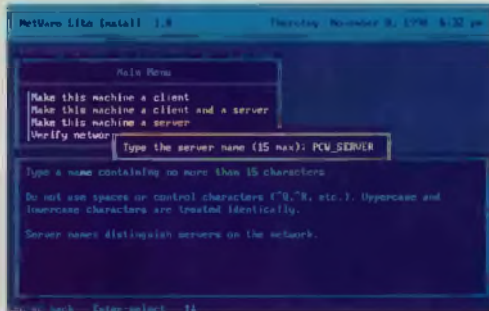 NetWare Lite Install 1.0 Thursday November 8, 1990 6:32 pm
Main Menu
Make this machine a client
Make this machine a client and a server
Make this machine a server
Verify networ
Type the server name (15 max): PCW_SERVER
Type a name containing no more than 15 characters
Do not use spaces or control characters (^Q,^R, etc.). Uppercase and
lowercase characters are treated identically.
Server names distinguish servers on the network.
back Enter-select